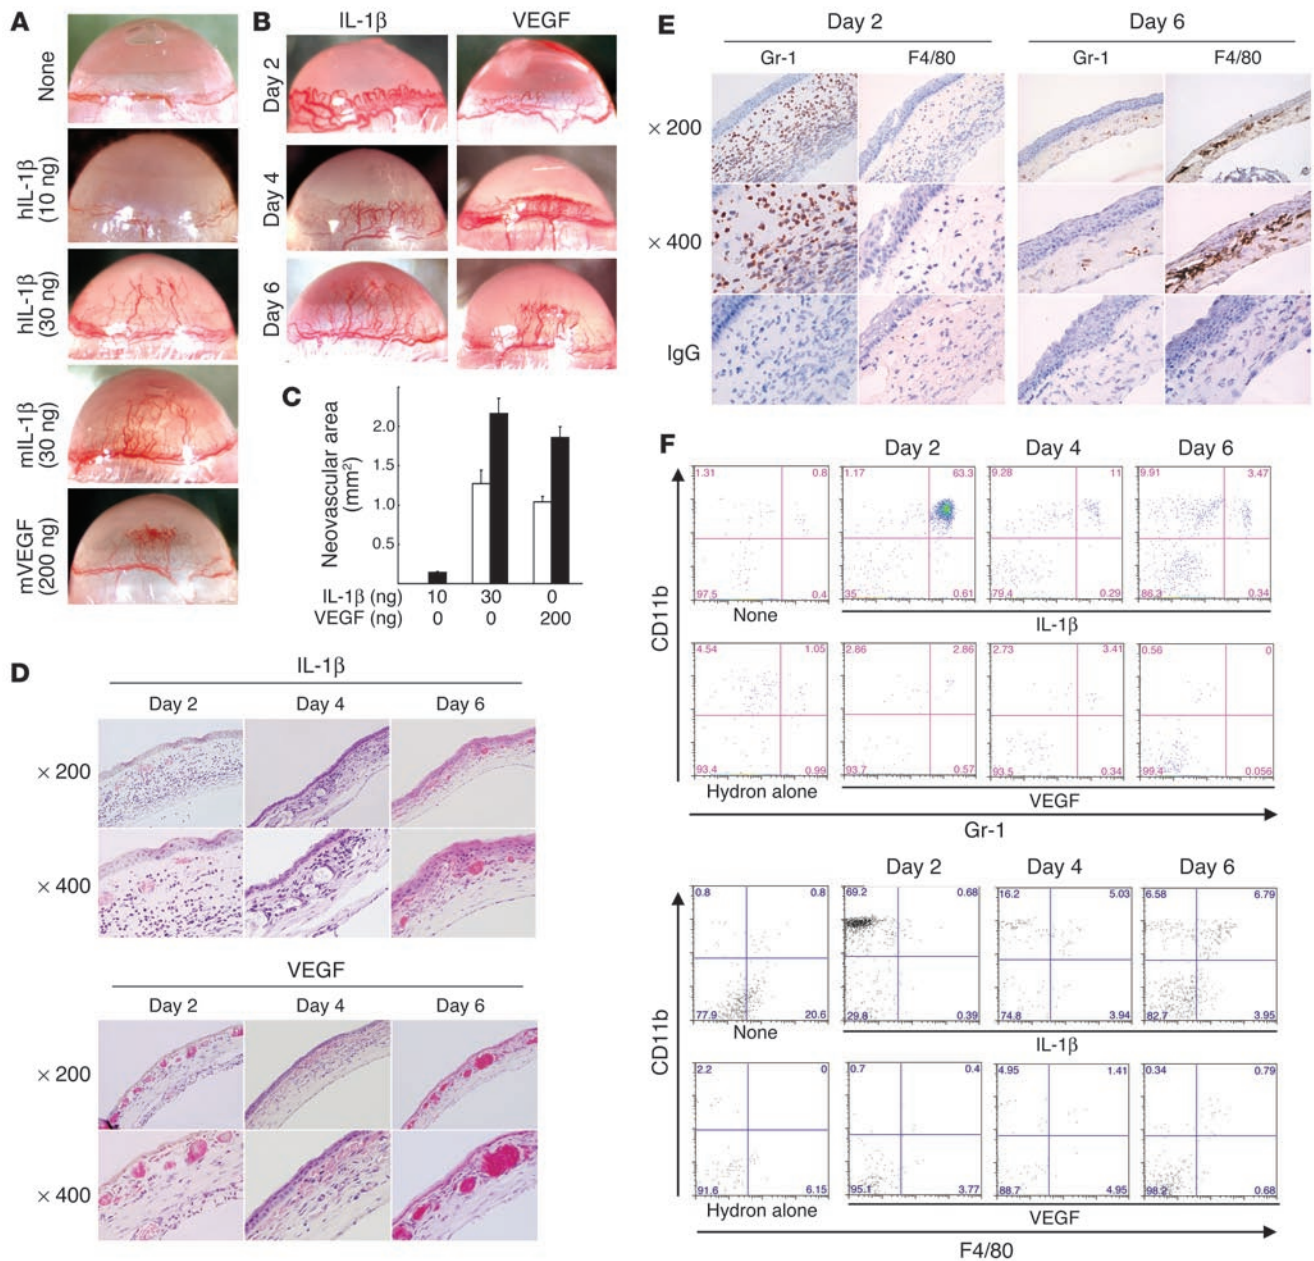 A
None
hIL-1β
(10 ng)
hIL-1β
(30 ng)
mIL-1β
(30 ng)
mVEGF
(200 ng)
B
IL-1β VEGF
Day 2
Day 4
Day 6
C
Neovascular area
(mm²)
2.0
1.5
1.0
0.5
IL-1β (ng) 10 30 0
VEGF (ng) 0 0 200
D
IL-1β
Day 2 Day 4 Day 6
× 200
× 400
VEGF
Day 2 Day 4 Day 6
× 200
× 400
E
Day 2 Day 6
Gr-1 F4/80 Gr-1 F4/80
× 200
× 400
IgG
F
Day 2 Day 4 Day 6
CD11b
1.31 0.8 1.17 63.3 9.28 11 9.91 3.47
97.5 0.4 35 0.61 79.4 0.29 86.3 0.34
None
IL-1β
4.54 1.05 2.86 2.86 2.73 3.41 0.56 0
93.4 0.99 93.7 0.57 93.5 0.34 99.4 0.056
Hydron alone
VEGF
Gr-1
Day 2 Day 4 Day 6
CD11b
0.8 0.8 69.2 0.68 16.2 5.03 6.58 6.79
77.9 20.6 29.8 0.39 74.8 3.94 82.7 3.95
None
IL-1β
2.2 0 0.7 0.4 4.95 1.41 0.34 0.79
91.6 6.15 95.1 3.77 88.7 4.95 98.2 0.68
Hydron alone
VEGF
F4/80